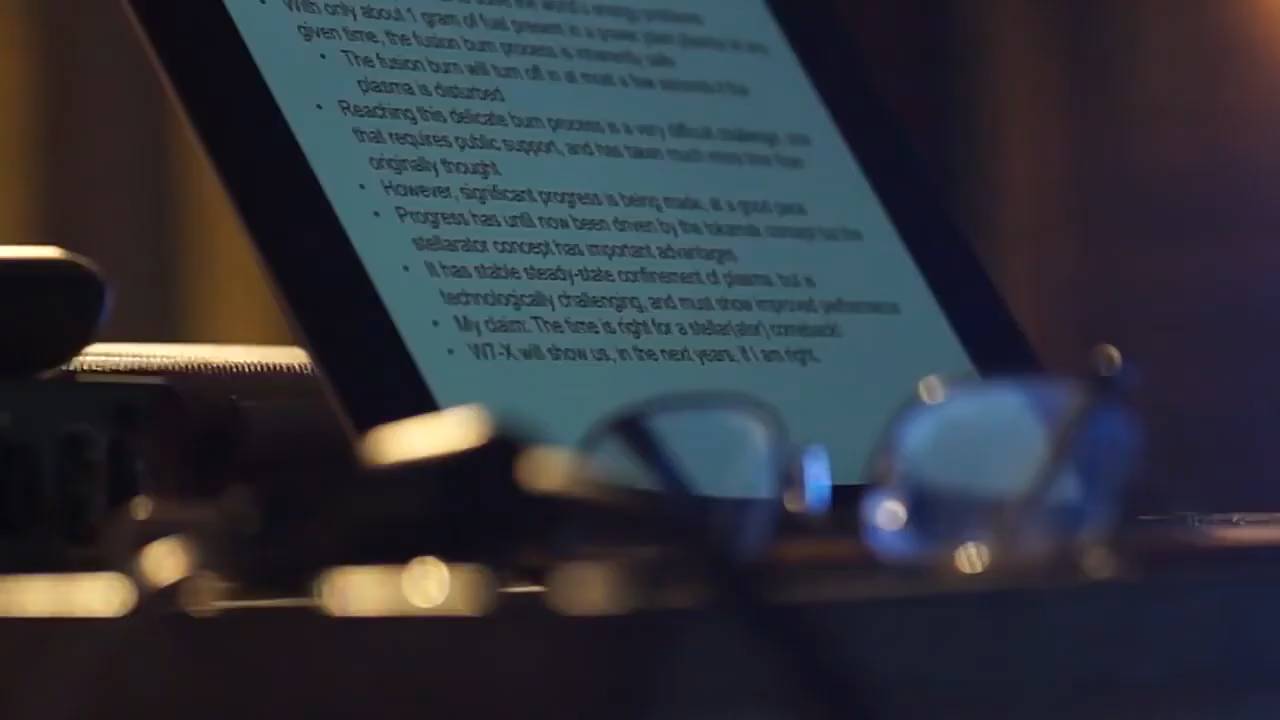 the world's energy problems
• With only about 1 gram of fuel present in a power plant plasma at any
given time, the fusion burn process is inherently safe
• The fusion burn will turn off in at most a few seconds if the
plasma is disturbed
• Reaching this delicate burn process is a very difficult challenge, one
that requires public support, and has taken much more time than
originally thought
• However, significant progress is being made, at a good pace
• Progress has until now been driven by the tokamak concept but the
stellarator concept has important advantages
• It has stable steady-state confinement of plasma, but is
technologically challenging, and must show improved performance
• My claim: The time is right for a stellar(ator) comeback!
• W7-X will show us, in the next years, if I am right.